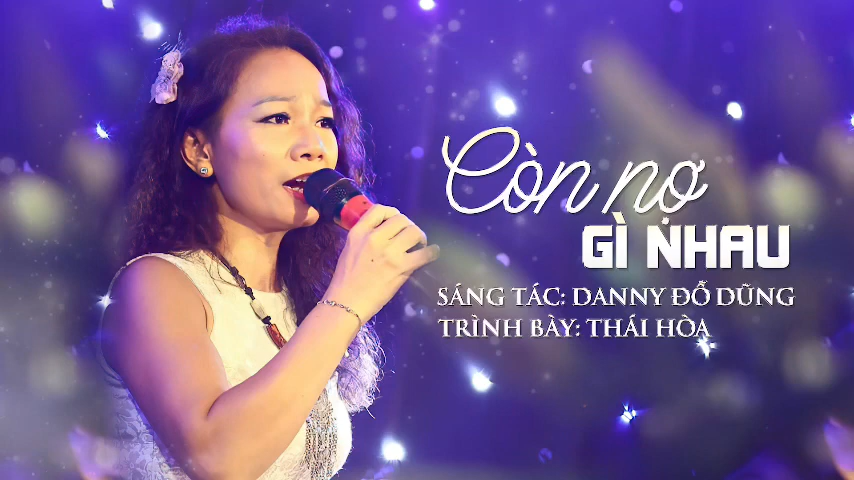 Còn nợ
GÌ NHAU
SÁNG TÁC: DANNY ĐỖ DŨNG
TRÌNH BÀY: THÁI HÒA